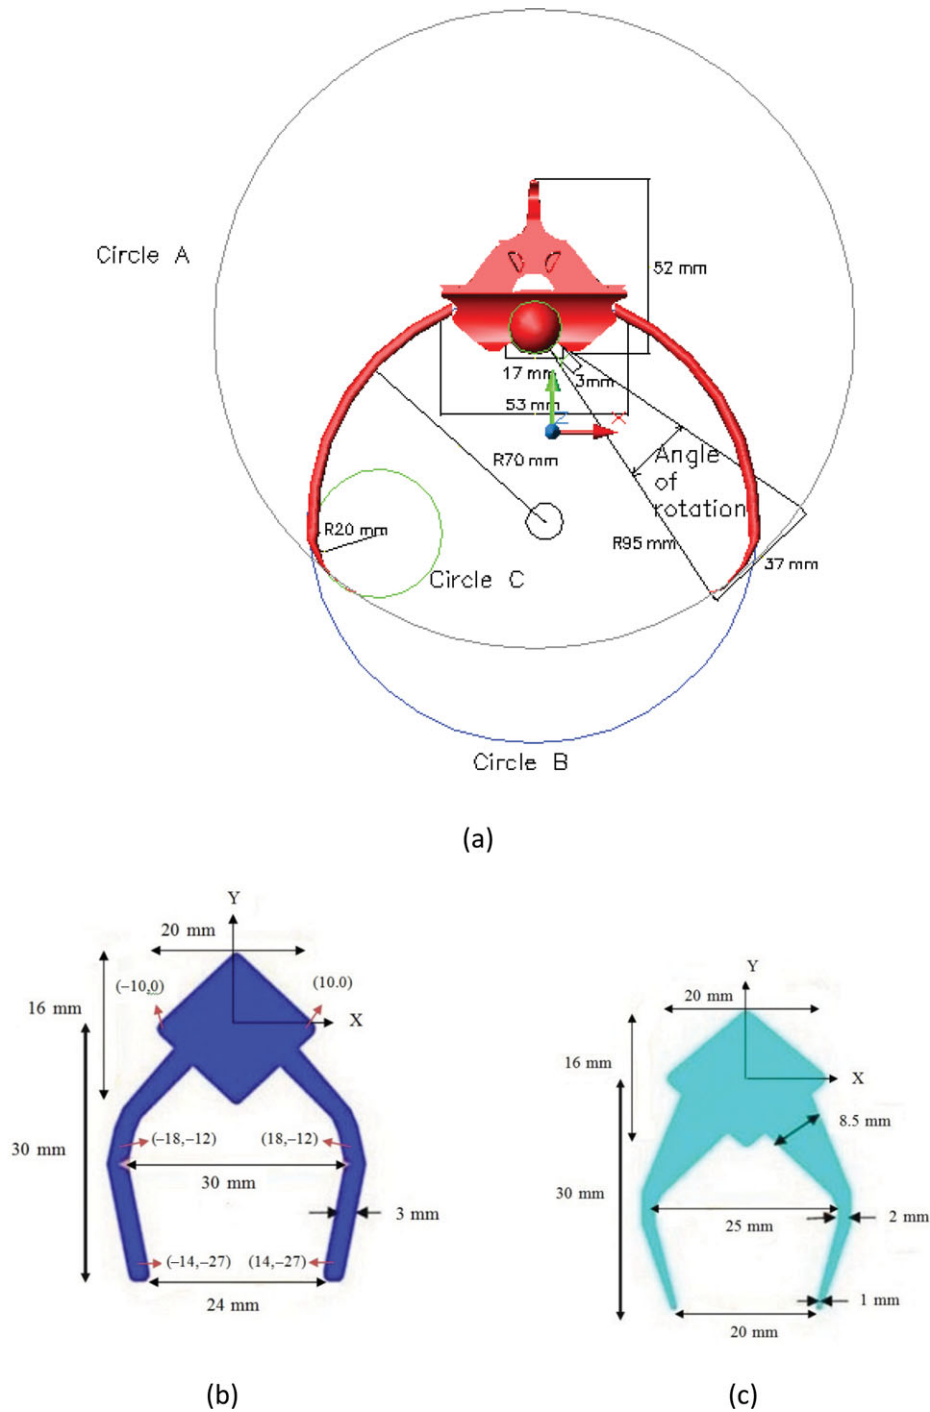 Circle A
52 mm
17 mm
3mm
53 mm
Z
X
R70 mm
Angle
of
rotation
R20 mm
R95 mm
37 mm
Circle C
Circle B
(a)
Y
20 mm
(−10,0)
(10.0)
16 mm
X
(−18,−12)
(18,−12)
30 mm
30 mm
3 mm
(−14,−27)
(14,−27)
24 mm
(b)
Y
20 mm
16 mm
X
8.5 mm
30 mm
25 mm
2 mm
1 mm
20 mm
(c)